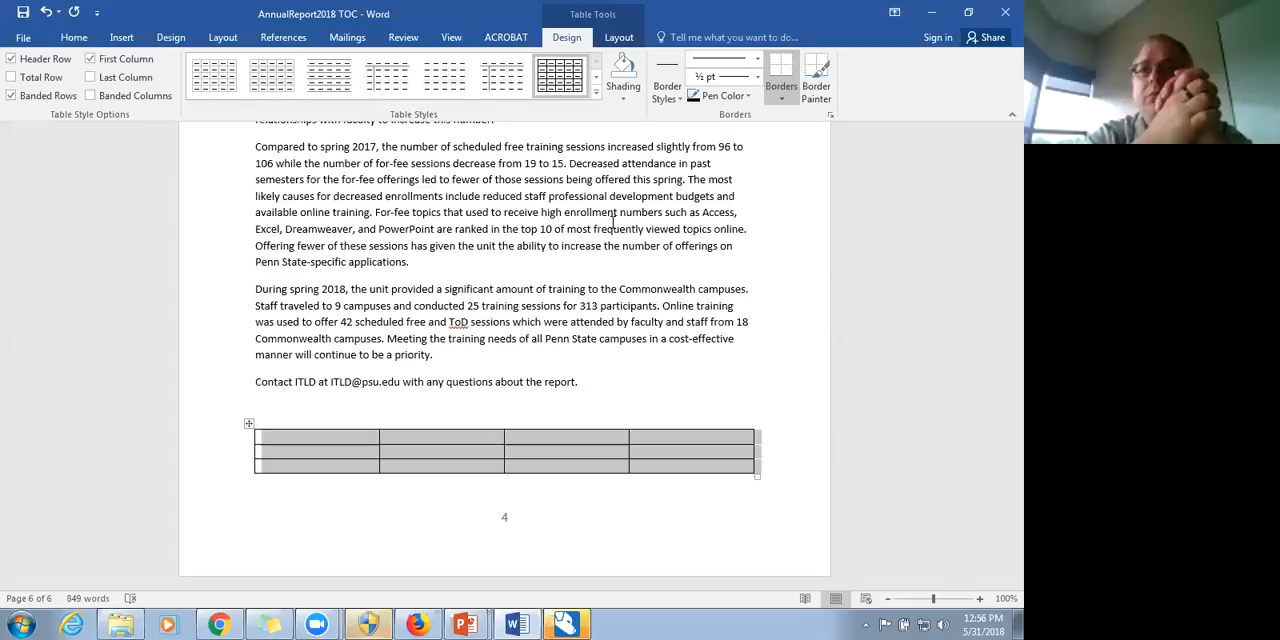 AnnualReport2018 TOC - Word
Table Tools
File
Home
Insert
Design
Layout
References
Mailings
Review
View
ACROBAT
Design
Layout
Tell me what you want to do...
Sign in
Share
Header Row
First Column
Total Row
Last Column
Banded Rows
Banded Columns
Table Style Options
Table Styles
Shading
Border
Styles
½ pt
Pen Color
Borders
Border
Painter
Borders
relationships with faculty to increase this number.
Compared to spring 2017, the number of scheduled free training sessions increased slightly from 96 to
106 while the number of for-fee sessions decrease from 19 to 15. Decreased attendance in past
semesters for the for-fee offerings led to fewer of those sessions being offered this spring. The most
likely causes for decreased enrollments include reduced staff professional development budgets and
available online training. For-fee topics that used to receive high enrollment numbers such as Access,
Excel, Dreamweaver, and PowerPoint are ranked in the top 10 of most frequently viewed topics online.
Offering fewer of these sessions has given the unit the ability to increase the number of offerings on
Penn State-specific applications.
During spring 2018, the unit provided a significant amount of training to the Commonwealth campuses.
Staff traveled to 9 campuses and conducted 25 training sessions for 313 participants. Online training
was used to offer 42 scheduled free and ToD sessions which were attended by faculty and staff from 18
Commonwealth campuses. Meeting the training needs of all Penn State campuses in a cost-effective
manner will continue to be a priority.
Contact ITLD at ITLD@psu.edu with any questions about the report.
4
Page 6 of 6
849 words
100%
12:56 PM
5/31/2018